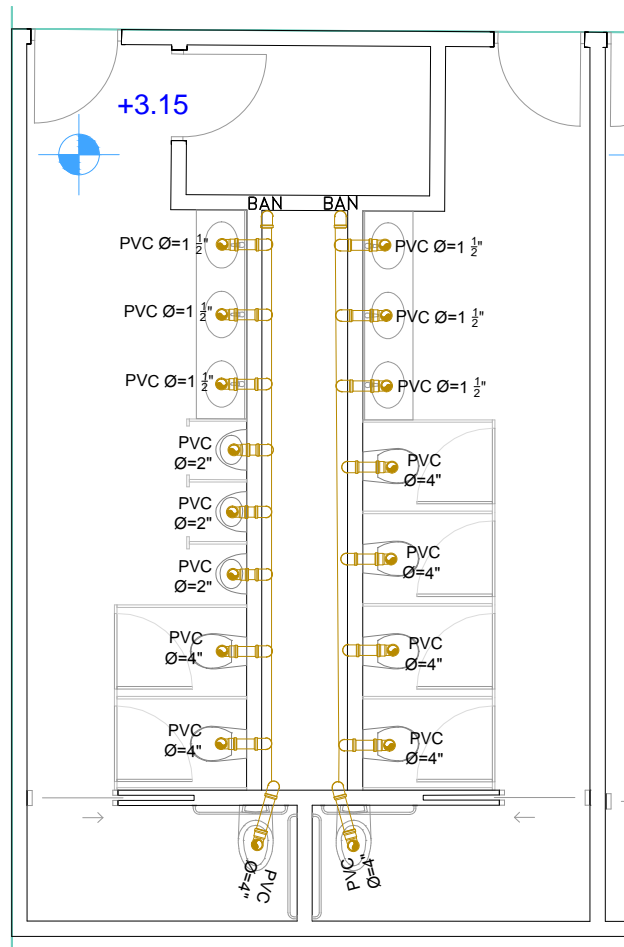 +3.15
BAN BAN
PVC Ø=1 1/2" PVC Ø=1 1/2"
PVC Ø=1 1/2" PVC Ø=1 1/2"
PVC Ø=1 1/2" PVC Ø=1 1/2"
PVC
Ø=2"
PVC
Ø=4"
PVC
Ø=2"
PVC
Ø=4"
PVC
Ø=2"
PVC
Ø=4"
PVC
Ø=4"
PVC
Ø=4"
PVC
Ø=4"
PVC
Ø=4"
PVC
Ø=4"